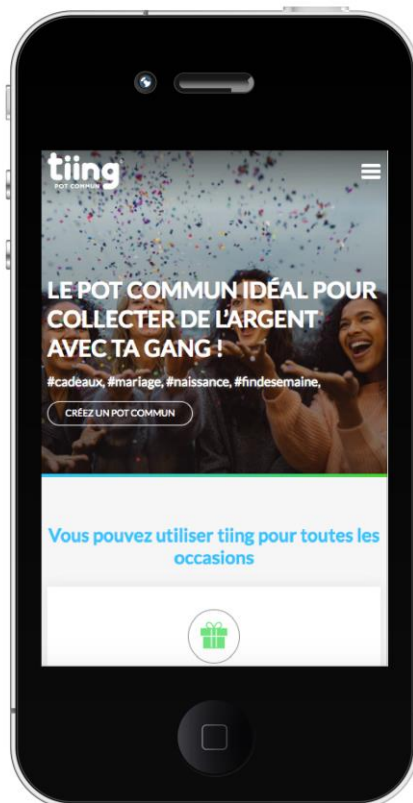 tiing
POT COMMUN
LE POT COMMUN IDÉAL POUR
COLLECTER DE L'ARGENT
AVEC TA GANG !
#cadeaux, #mariage, #naissance, #findesemaine,
CRÉEZ UN POT COMMUN
Vous pouvez utiliser tiing pour toutes les
occasions